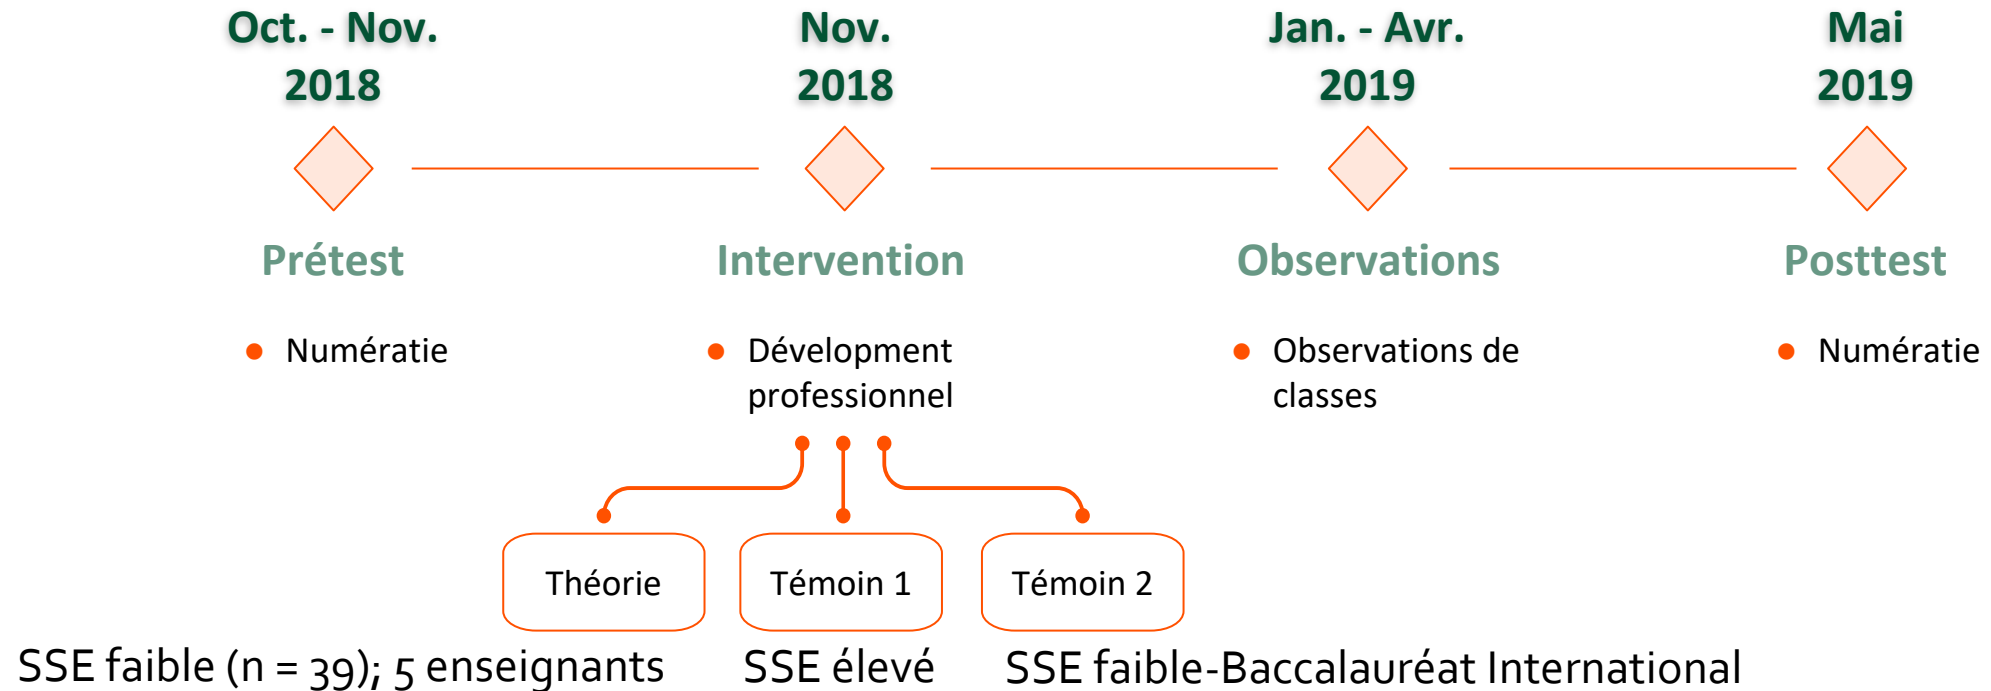 Oct. - Nov.
2018
Nov.
2018
Jan. - Avr.
2019
Mai
2019
Prétest
Intervention
Observations
Posttest
Numératie
Dévelopment
professionnel
Observations de
classes
Numératie
Théorie
Témoin 1
Témoin 2
SSE faible (n = 39); 5 enseignants
SSE élevé
SSE faible-Baccalauréat International